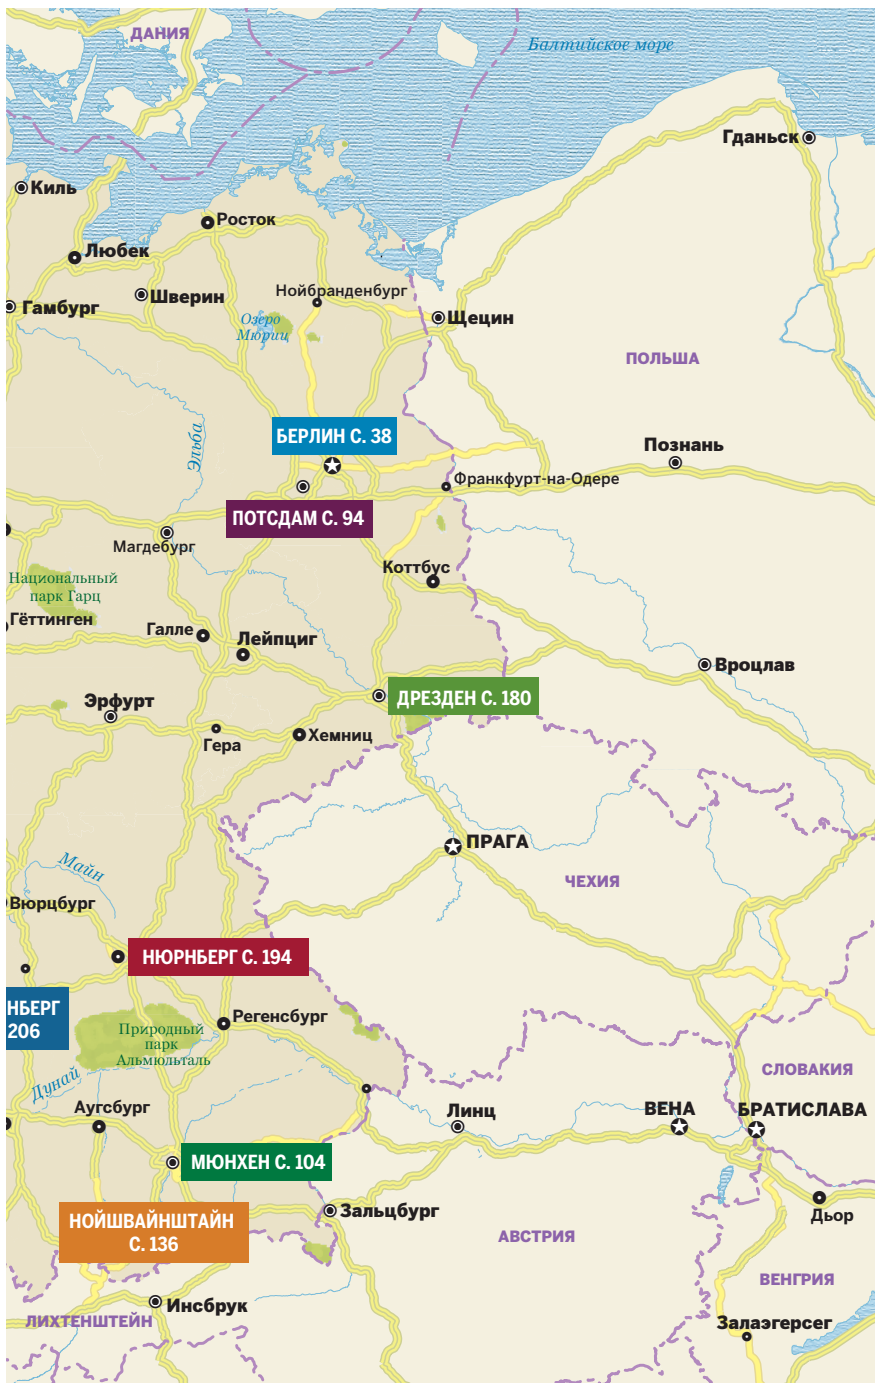 ДАНИЯ
Балтийское море
Гданьск
Киль
Росток
Любек
Шверин
Нойбранденбург
Гамбург
Озеро
Мюриц
Щецин
ПОЛЬША
Эльба
БЕРЛИН С. 38
Познань
Франкфурт-на-Одере
ПОТСДАМ С. 94
Магдебург
Коттбус
Национальный
парк Гарц
Гёттинген
Галле
Лейпциг
Вроцлав
ДРЕЗДЕН С. 180
Эрфурт
Гера
Хемниц
ПРАГА
Майн
ЧЕХИЯ
Вюрцбург
НЮРНБЕРГ С. 194
НБЕРГ
206
Регенсбург
Природный
парк
Альмюльталь
СЛОВАКИЯ
Дунай
Аугсбург
Линц
ВЕНА
БРАТИСЛАВА
МЮНХЕН С. 104
Зальцбург
Дьор
НОЙШВАЙНШТАЙН
С. 136
АВСТРИЯ
ВЕНГРИЯ
Инсбрук
ЛИХТЕНШТЕЙН
Залаэгерсег